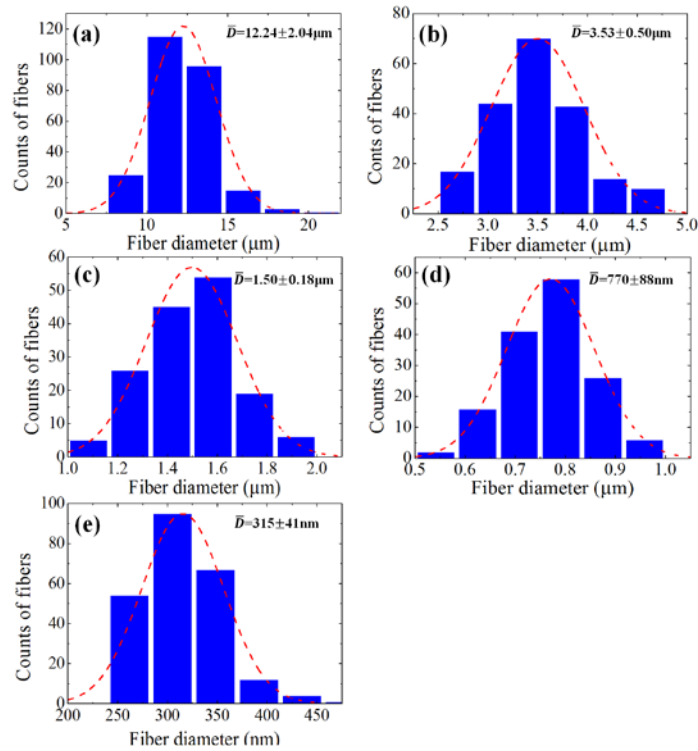 (a)
D̄=12.24±2.04μm
120
100
80
60
40
20
0
5 10 15 20
Counts of fibers
Fiber diameter (μm)
(b)
D̄=3.53±0.50μm
80
60
40
20
0
2.5 3.0 3.5 4.0 4.5 5.0
Conts of fibers
Fiber diameter (μm)
(c)
D̄=1.50±0.18μm
60
50
40
30
20
10
0
1.0 1.2 1.4 1.6 1.8 2.0
Counts of fibers
Fiber diameter (μm)
(d)
D̄=770±88nm
60
50
40
30
20
10
0
0.5 0.6 0.7 0.8 0.9 1.0
Counts of fibers
Fiber diameter (μm)
(e)
D̄=315±41nm
100
80
60
40
20
0
200 250 300 350 400 450
Counts of fibers
Fiber diameter (nm)